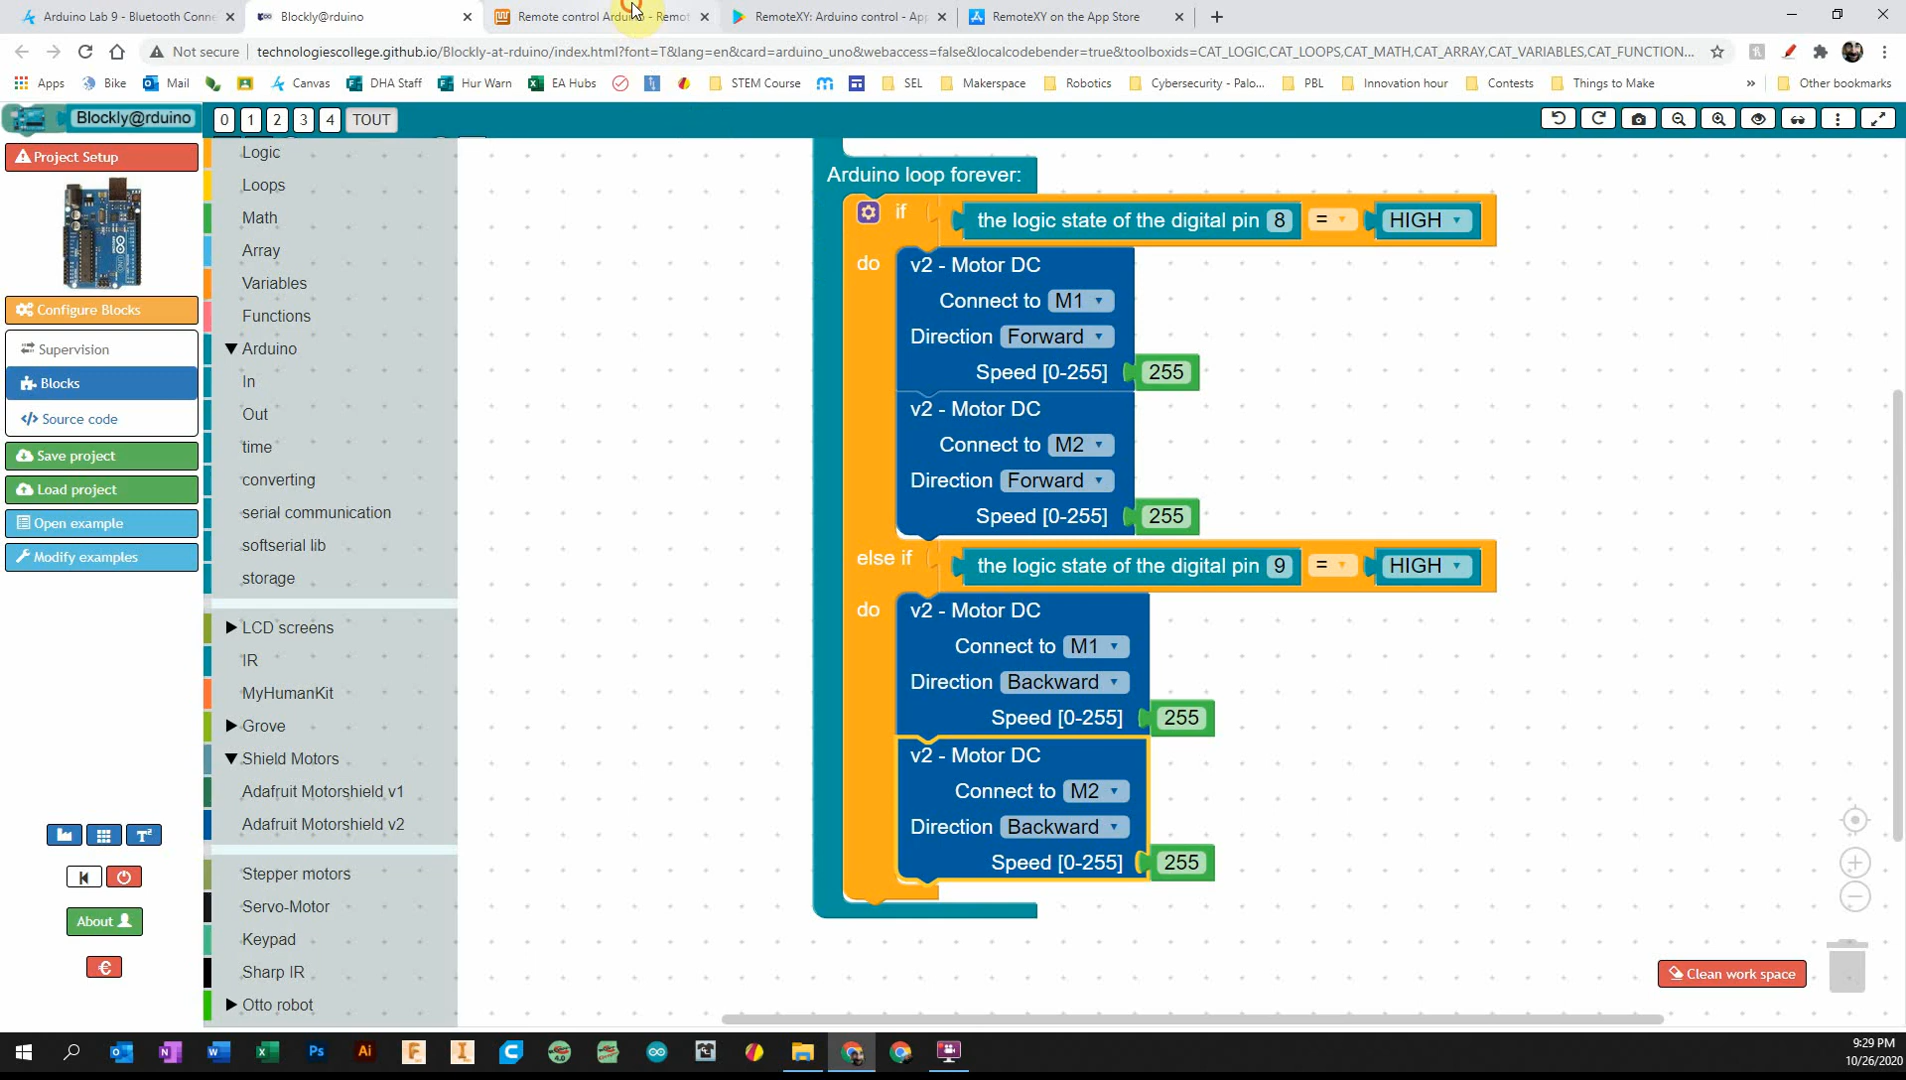 Arduino Lab 9 - Bluetooth Conne
Blockly@rduino
Remote control Ardu - Remot
RemoteXY: Arduino control - App
RemoteXY on the App Store
Not secure
technologiescollege.github.io/Blockly-at-rduino/index.html?font=T&lang=en&card=arduino_uno&webaccess=false&localcodebender=true&toolboxids=CAT_LOGIC,CAT_LOOPS,CAT_MATH,CAT_ARRAY,CAT_VARIABLES,CAT_FUNCTION...
Apps
Bike
Mail
Canvas
DHA Staff
Hur Warn
EA Hubs
STEM Course
SEL
Makerspace
Robotics
Cybersecurity - Palo...
PBL
Innovation hour
Contests
Things to Make
»
Other bookmarks
Blockly@rduino
0
1
2
3
4
TOUT
Project Setup
Configure Blocks
Supervision
Blocks
Source code
Save project
Load project
Open example
Modify examples
About
€
Logic
Loops
Math
Array
Variables
Functions
Arduino
In
Out
time
converting
serial communication
softserial lib
storage
LCD screens
IR
MyHumanKit
Grove
Shield Motors
Adafruit Motorshield v1
Adafruit Motorshield v2
Stepper motors
Servo-Motor
Keypad
Sharp IR
Otto robot
Arduino loop forever:
if the logic state of the digital pin 8 = HIGH
do v2 - Motor DC
Connect to M1
Direction Forward
Speed [0-255] 255
v2 - Motor DC
Connect to M2
Direction Forward
Speed [0-255] 255
else if the logic state of the digital pin 9 = HIGH
do v2 - Motor DC
Connect to M1
Direction Backward
Speed [0-255] 255
v2 - Motor DC
Connect to M2
Direction Backward
Speed [0-255] 255
Clean work space
9:29 PM
10/26/2020